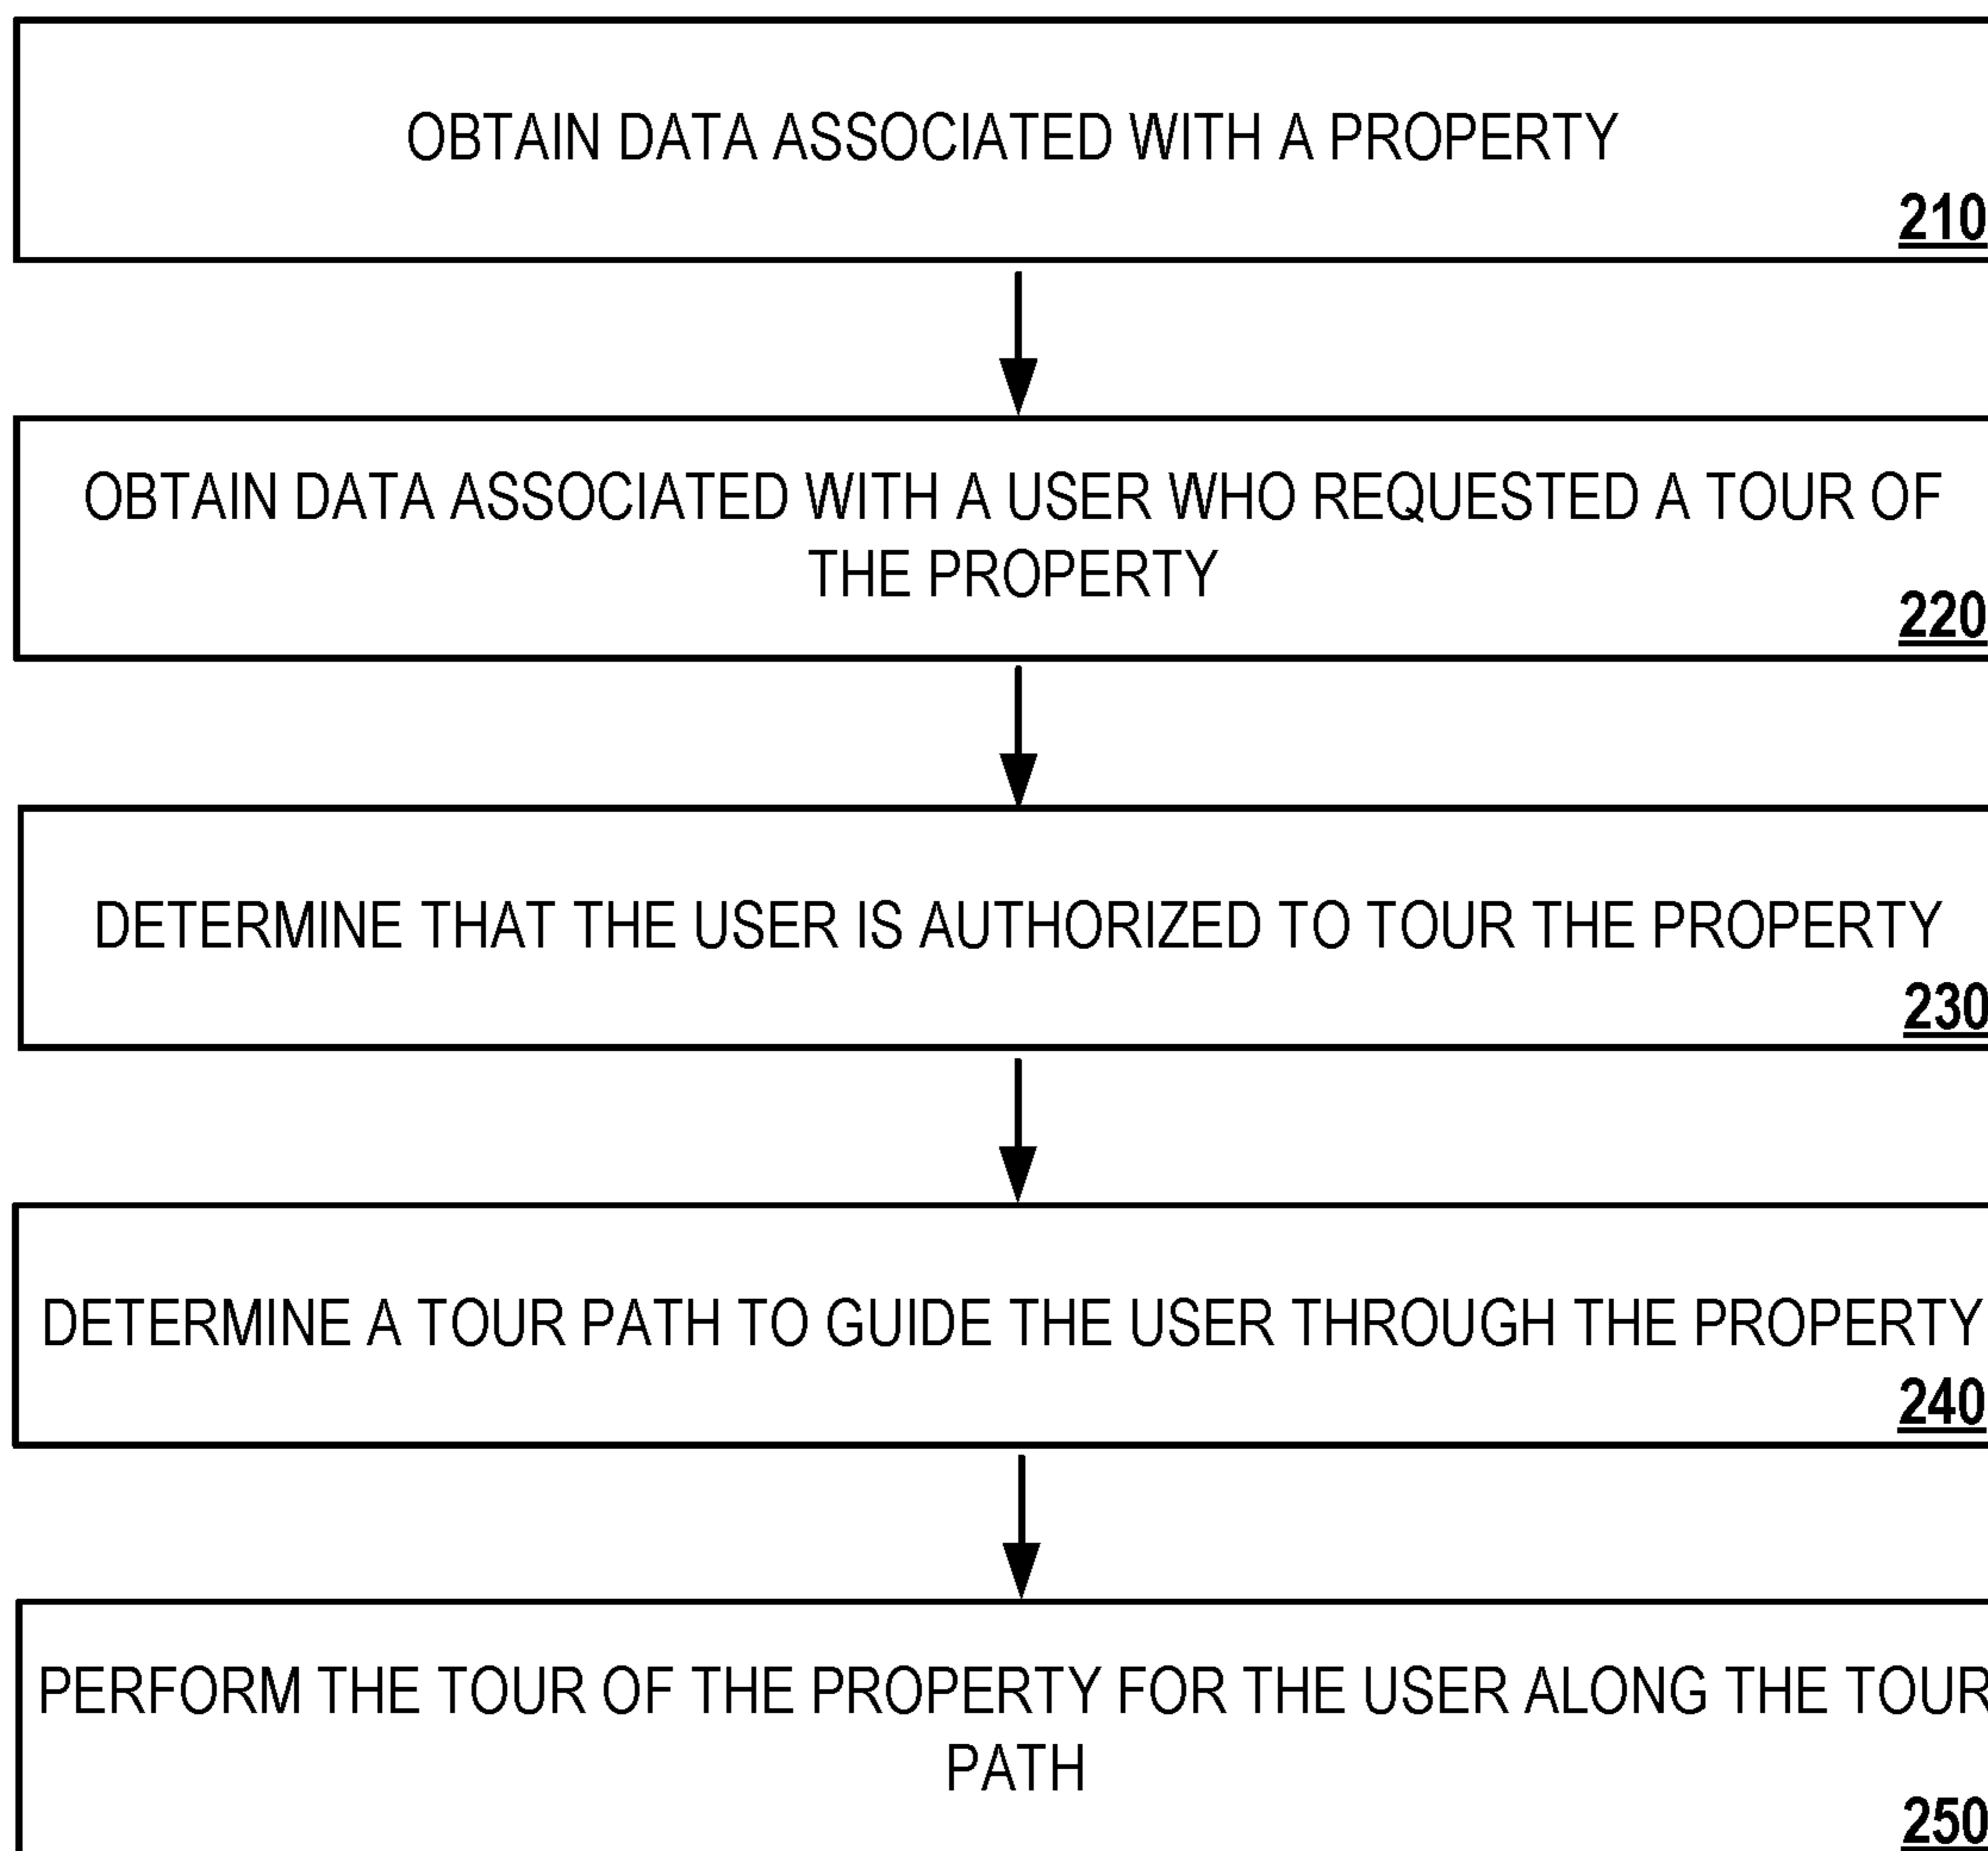 OBTAIN DATA ASSOCIATED WITH A PROPERTY
210
OBTAIN DATA ASSOCIATED WITH A USER WHO REQUESTED A TOUR OF
THE PROPERTY
220
DETERMINE THAT THE USER IS AUTHORIZED TO TOUR THE PROPERTY
230
DETERMINE A TOUR PATH TO GUIDE THE USER THROUGH THE PROPERTY
240
PERFORM THE TOUR OF THE PROPERTY FOR THE USER ALONG THE TOUR
PATH
250